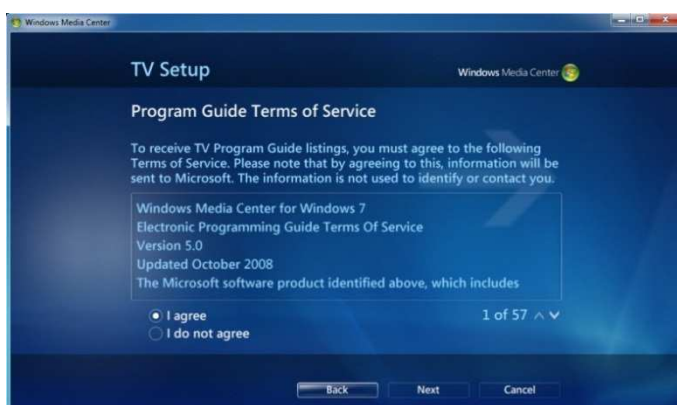 Windows Media Center
TV Setup
Windows Media Center
Program Guide Terms of Service
To receive TV Program Guide listings, you must agree to the following
Terms of Service. Please note that by agreeing to this, information will be
sent to Microsoft. The information is not used to identify or contact you.
Windows Media Center for Windows 7
Electronic Programming Guide Terms Of Service
Version 5.0
Updated October 2008
The Microsoft software product identified above, which includes
I agree
1 of 57
I do not agree
Back Next Cancel